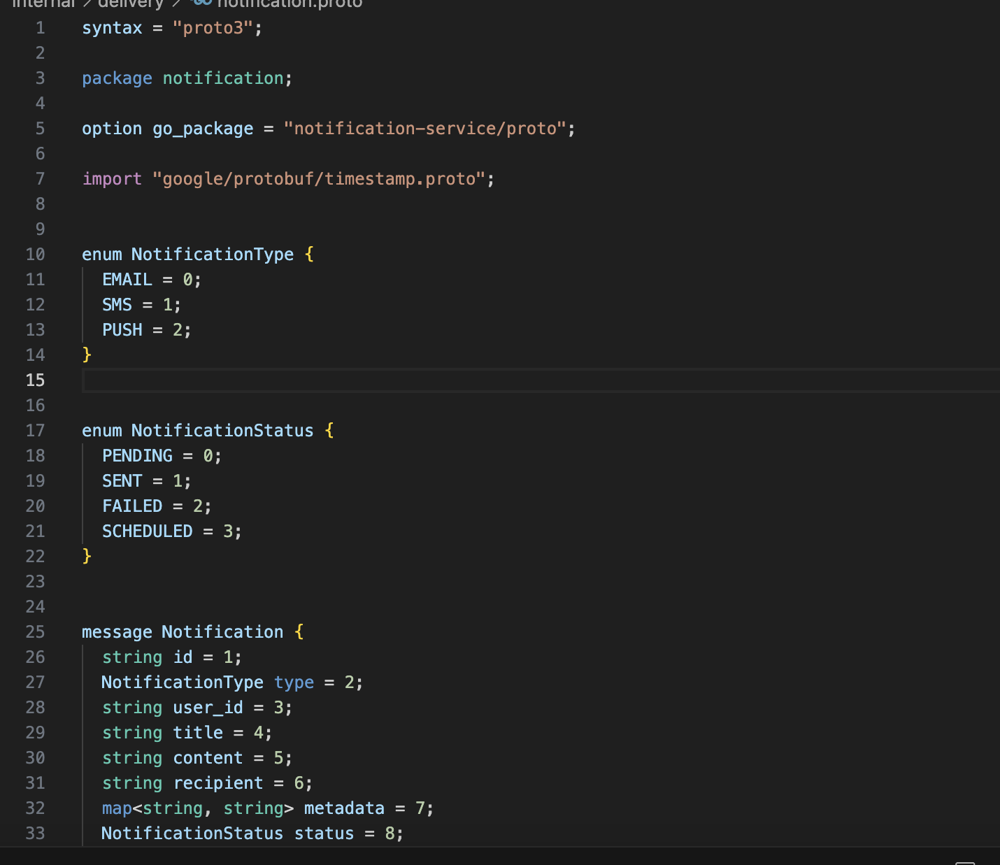 internal > delivery > notification.proto
1 syntax = "proto3";
2
3 package notification;
4
5 option go_package = "notification-service/proto";
6
7 import "google/protobuf/timestamp.proto";
8
9
10 enum NotificationType {
11 EMAIL = 0;
12 SMS = 1;
13 PUSH = 2;
14 }
15
16
17 enum NotificationStatus {
18 PENDING = 0;
19 SENT = 1;
20 FAILED = 2;
21 SCHEDULED = 3;
22 }
23
24
25 message Notification {
26 string id = 1;
27 NotificationType type = 2;
28 string user_id = 3;
29 string title = 4;
30 string content = 5;
31 string recipient = 6;
32 map<string, string> metadata = 7;
33 NotificationStatus status = 8;